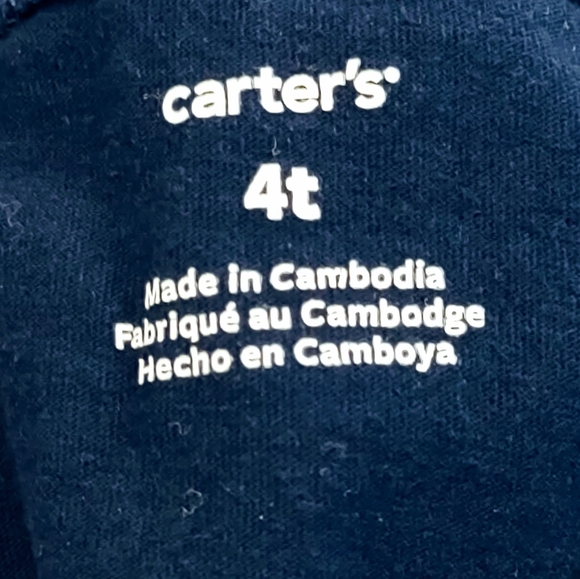 carter's
4t
Made in Cambodia
Fabriqué au Cambodge
Hecho en Camboya